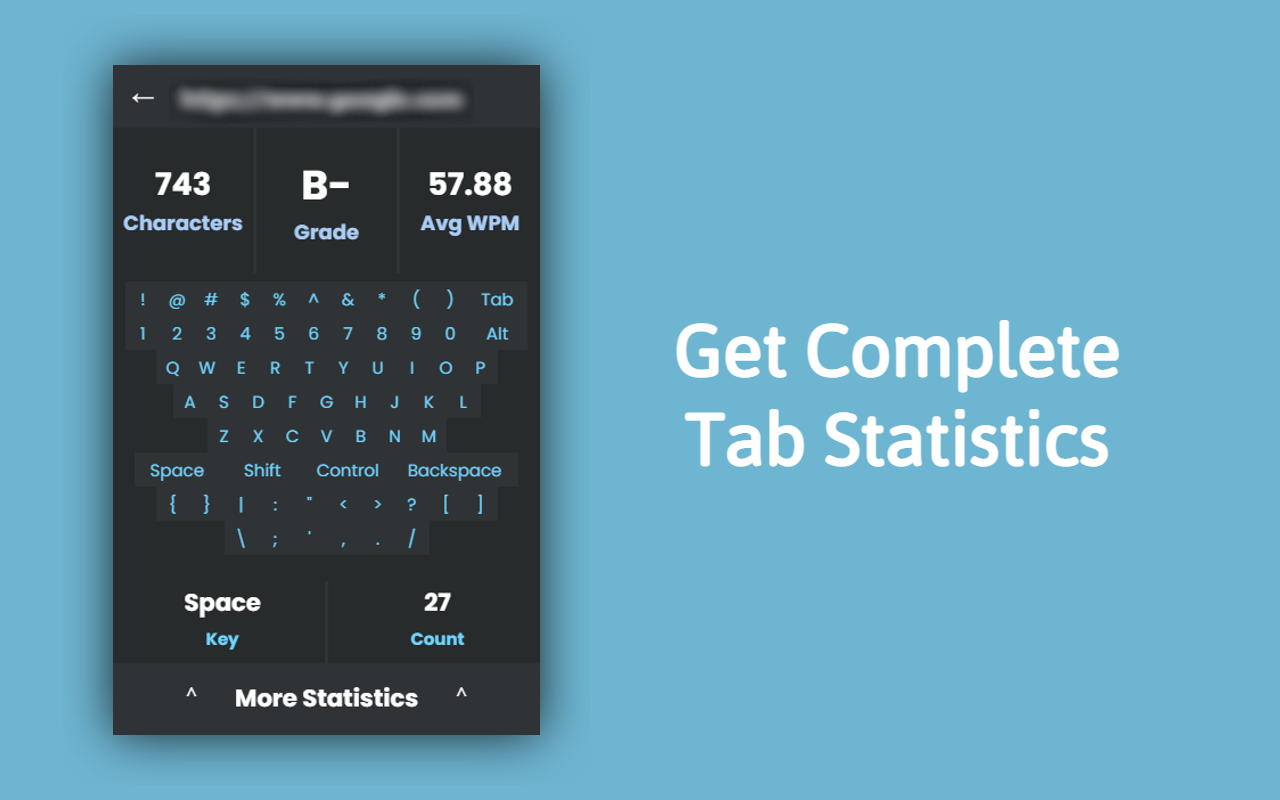 ←
743 B- 57.88
Characters Grade Avg WPM
! @ # $ % ^ & * ( ) Tab
1 2 3 4 5 6 7 8 9 0 Alt
Q W E R T Y U I O P
A S D F G H J K L
Z X C V B N M
Space Shift Control Backspace
{ } | : " < > ? [ ]
\ ; ' , . /
Space 27
Key Count
^ More Statistics ^
Get Complete
Tab Statistics